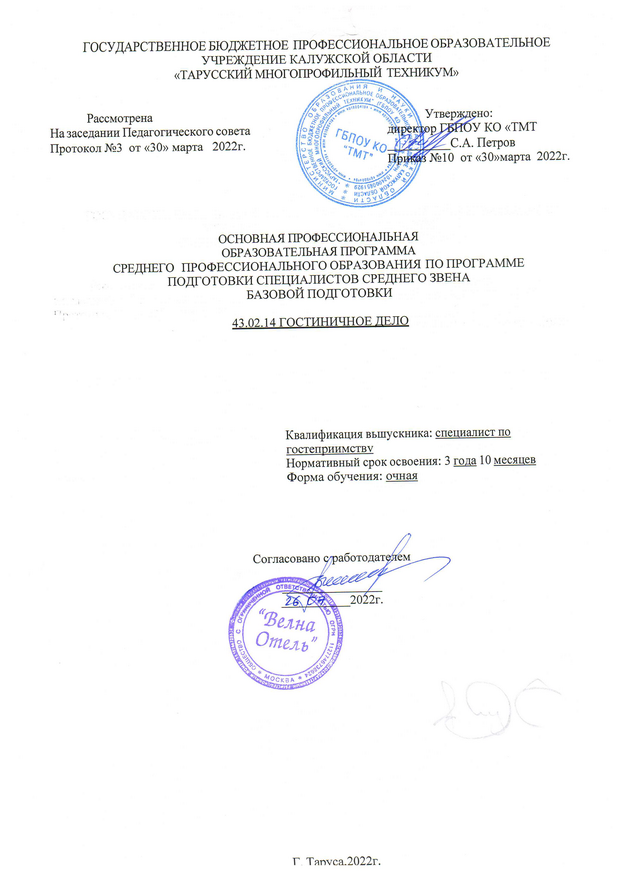 ГОСУДАРСТВЕННОЕ БЮДЖЕТНОЕ ПРОФЕССИОНАЛЬНОЕ ОБРАЗОВАТЕЛЬНОЕ
УЧРЕЖДЕНИЕ КАЛУЖСКОЙ ОБЛАСТИ
«ТАРУССКИЙ МНОГОПРОФИЛЬНЫЙ ТЕХНИКУМ»
Рассмотрена
На заседании Педагогического совета
Протокол №3 от «30» марта 2022г.
ГБПОУ КО
"ТМТ"
Утверждено:
директор ГБПОУ КО «ТМТ
С.А. Петров
Приказ №10 от «30»марта 2022г.
ОСНОВНАЯ ПРОФЕССИОНАЛЬНАЯ
ОБРАЗОВАТЕЛЬНАЯ ПРОГРАММА
СРЕДНЕГО ПРОФЕССИОНАЛЬНОГО ОБРАЗОВАНИЯ ПО ПРОГРАММЕ
ПОДГОТОВКИ СПЕЦИАЛИСТОВ СРЕДНЕГО ЗВЕНА
БАЗОВОЙ ПОДГОТОВКИ
43.02.14 ГОСТИНИЧНОЕ ДЕЛО
Квалификация вьшускника: специалист по
гостеприимству
Нормативный срок освоения: 3 года 10 месяцев
Форма обучения: очная
Согласовано с работодателем
2022г.
ОБЩЕСТВО С ОГРАНИЧЕННОЙ ОТВЕТСТВЕННОСТЬЮ
"Велна
Отель"
МОСКВА
Г. Таруса,2022г.